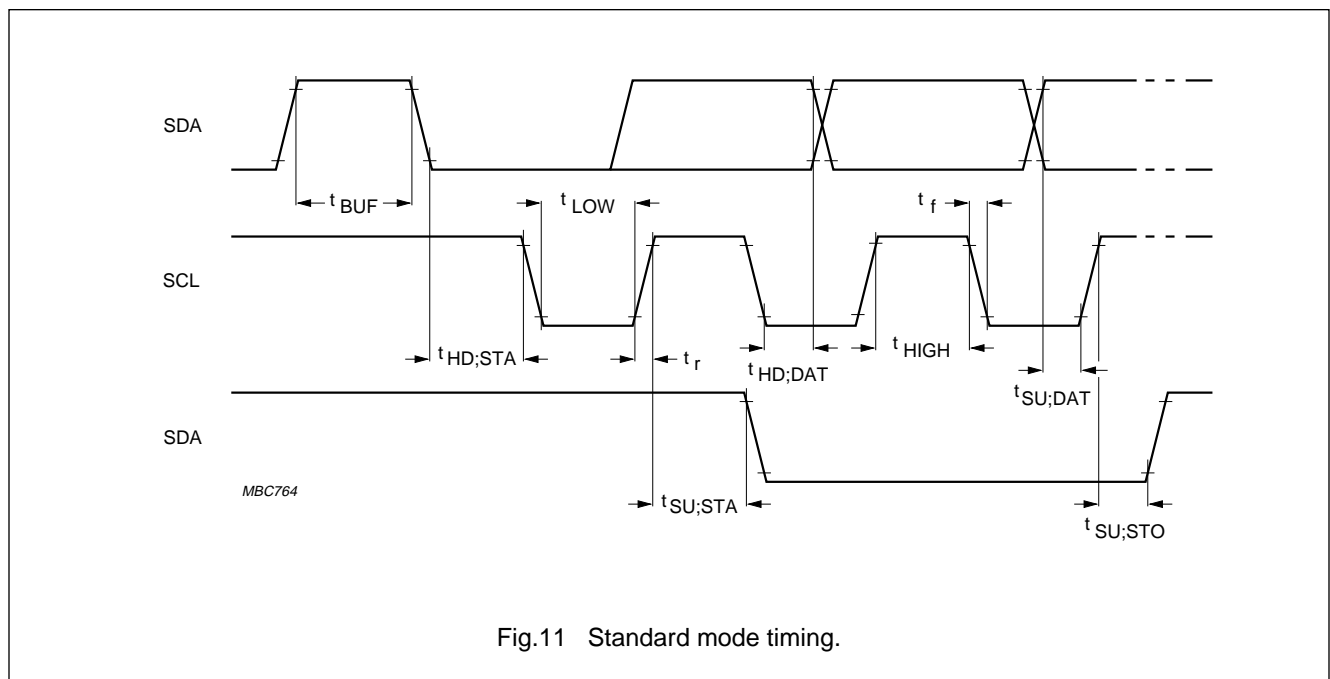 SDA
t BUF
t LOW
t f
SCL
t HD;STA
t r
t HD;DAT
t HIGH
t SU;DAT
SDA
MBC764
t SU;STA
t SU;STO
Fig.11 Standard mode timing.